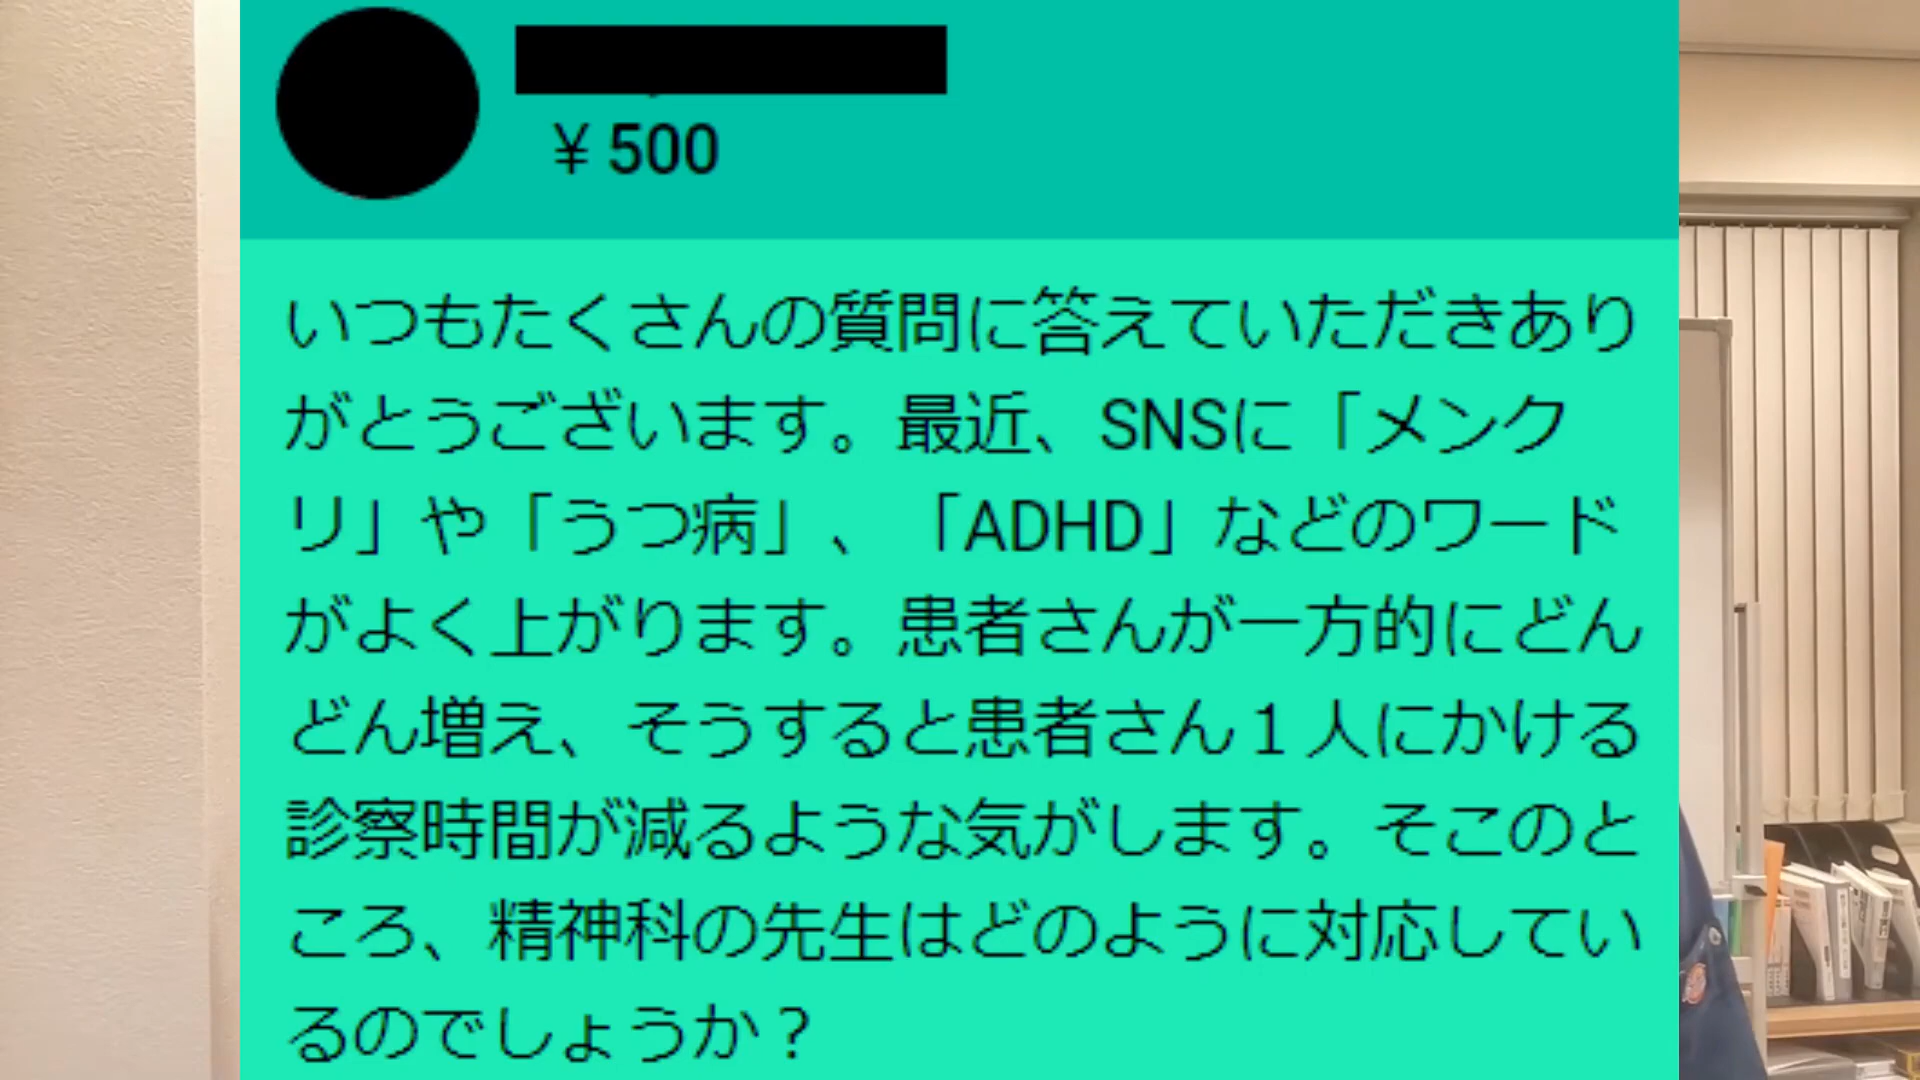 ¥ 500
いつもたくさんの質問に答えていただきあり
がとうございます。最近、SNSに「メンク
リ」や「うつ病」、「ADHD」などのワード
がよく上がります。患者さんが一方的にどん
どん増え、そうすると患者さん１人にかける
診察時間が減るような気がします。そこのと
ころ、精神科の先生はどのように対応してい
るのでしょうか？